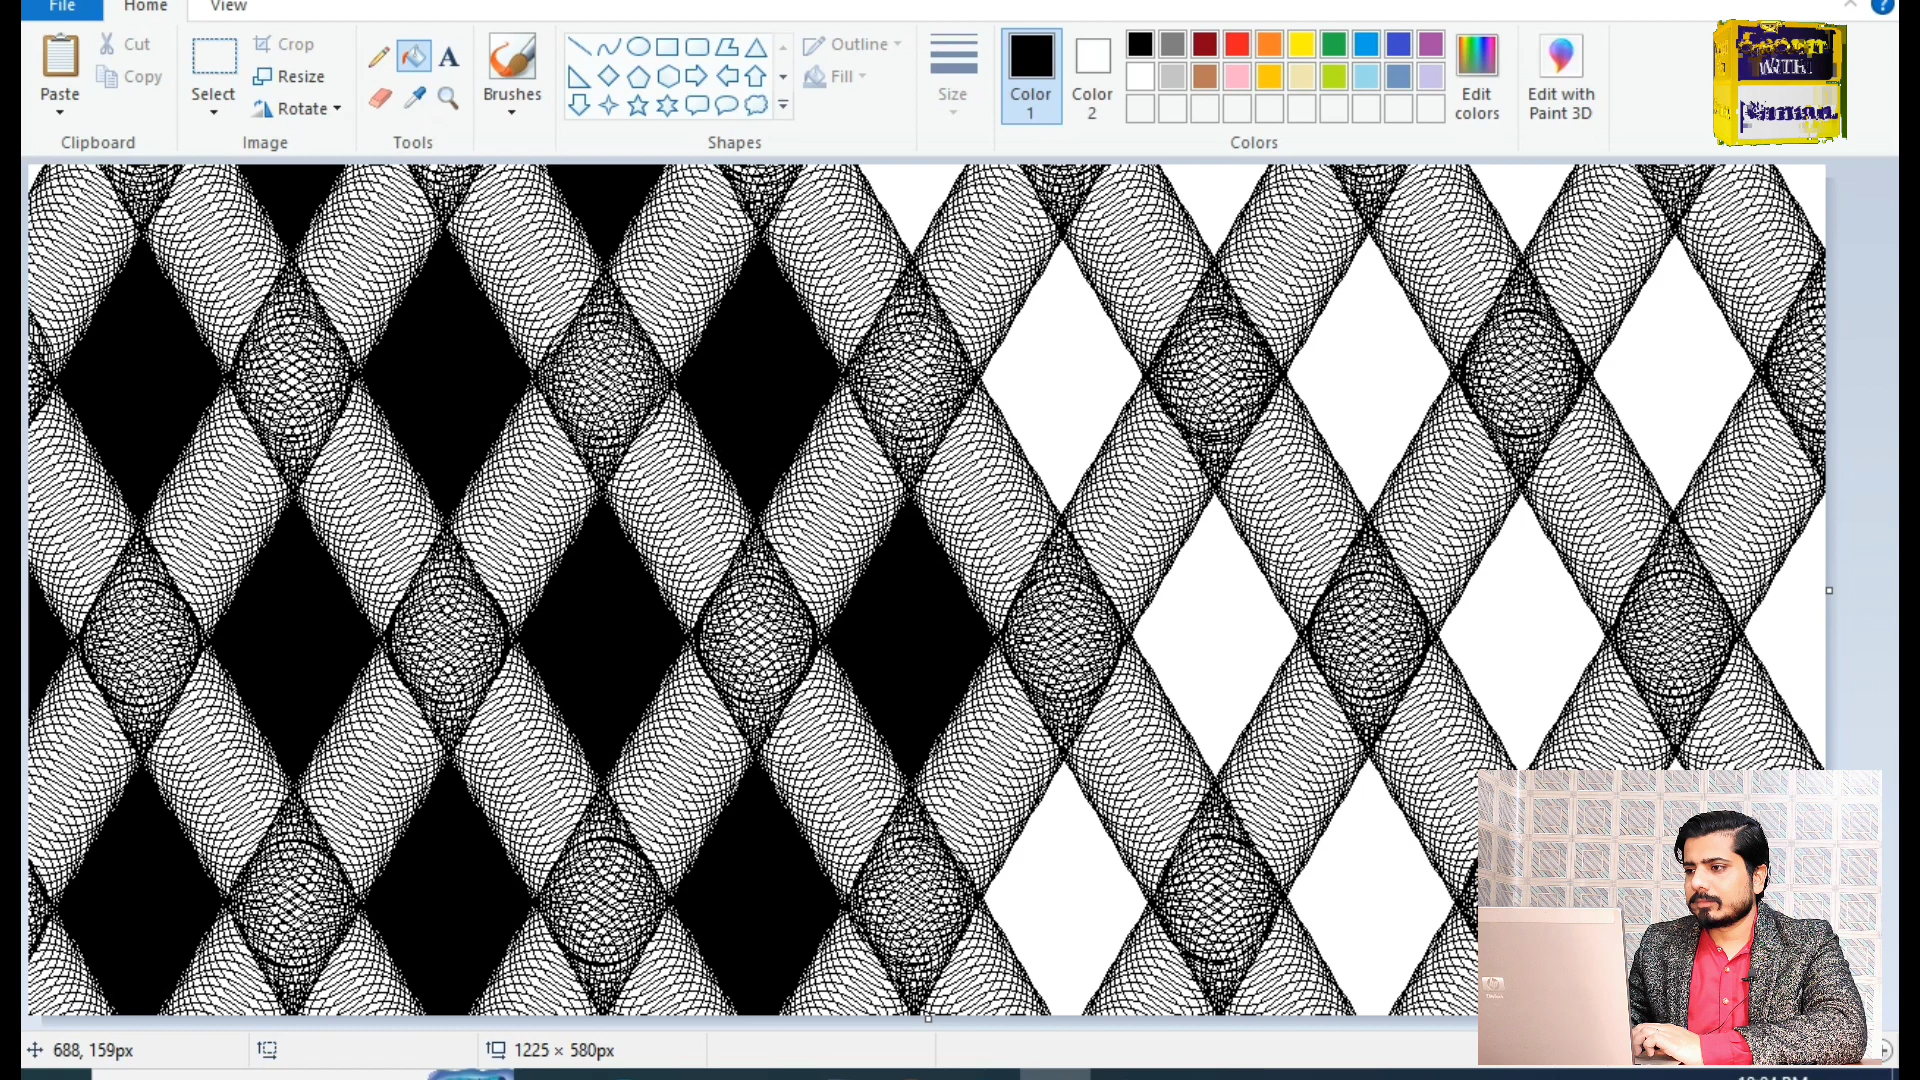 File Home View
Cut
Copy
Paste
Clipboard
Crop
Resize
Rotate
Select
Image
A
Tools
Brushes
Shapes
Outline
Fill
Size
Color
1
Color
2
Edit
colors
Colors
Edit with
Paint 3D
WITH
688, 159px
1225 × 580px